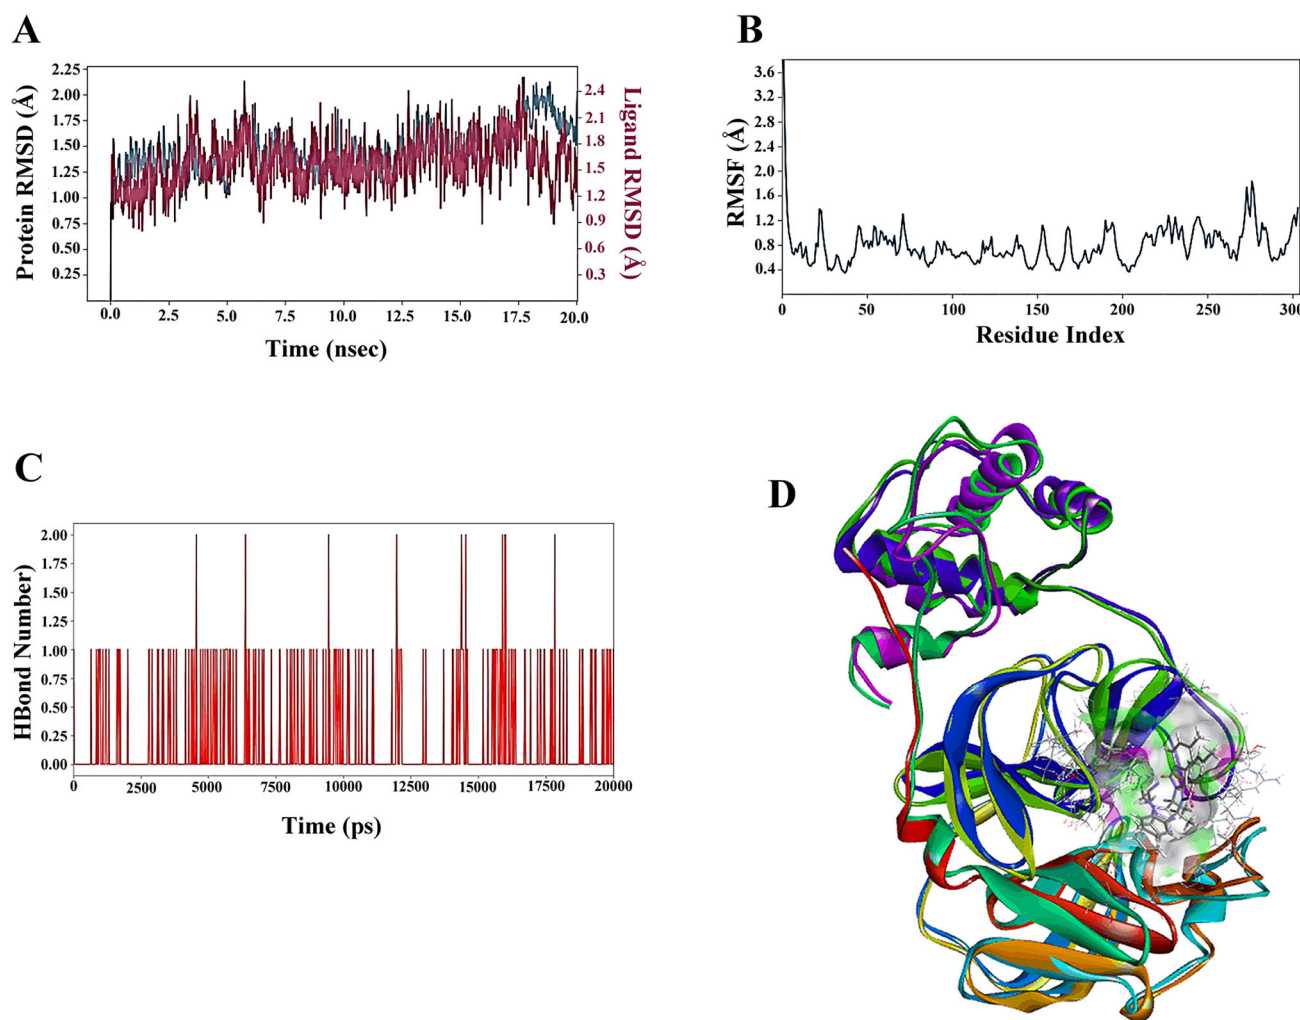 A
Protein RMSD (Å)
2.25
2.00
1.75
1.50
1.25
1.00
0.75
0.50
0.25
2.4
2.1
1.8
1.5
1.2
0.9
0.6
0.3
Ligand RMSD (Å)
0.0 2.5 5.0 7.5 10.0 12.5 15.0 17.5 20.0
Time (nsec)
B
RMSF (Å)
3.6
3.2
2.8
2.4
2.0
1.6
1.2
0.8
0.4
0 50 100 150 200 250 300
Residue Index
C
HBond Number
2.00
1.75
1.50
1.25
1.00
0.75
0.50
0.25
0.00
0 2500 5000 7500 10000 12500 15000 17500 20000
Time (ps)
D